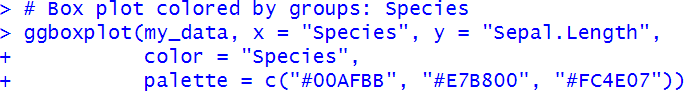 > # Box plot colored by groups: Species
> ggboxplot(my_data, x = "Species", y = "Sepal.Length",
+           color = "Species",
+           palette = c("#00AFBB", "#E7B800", "#FC4E07"))